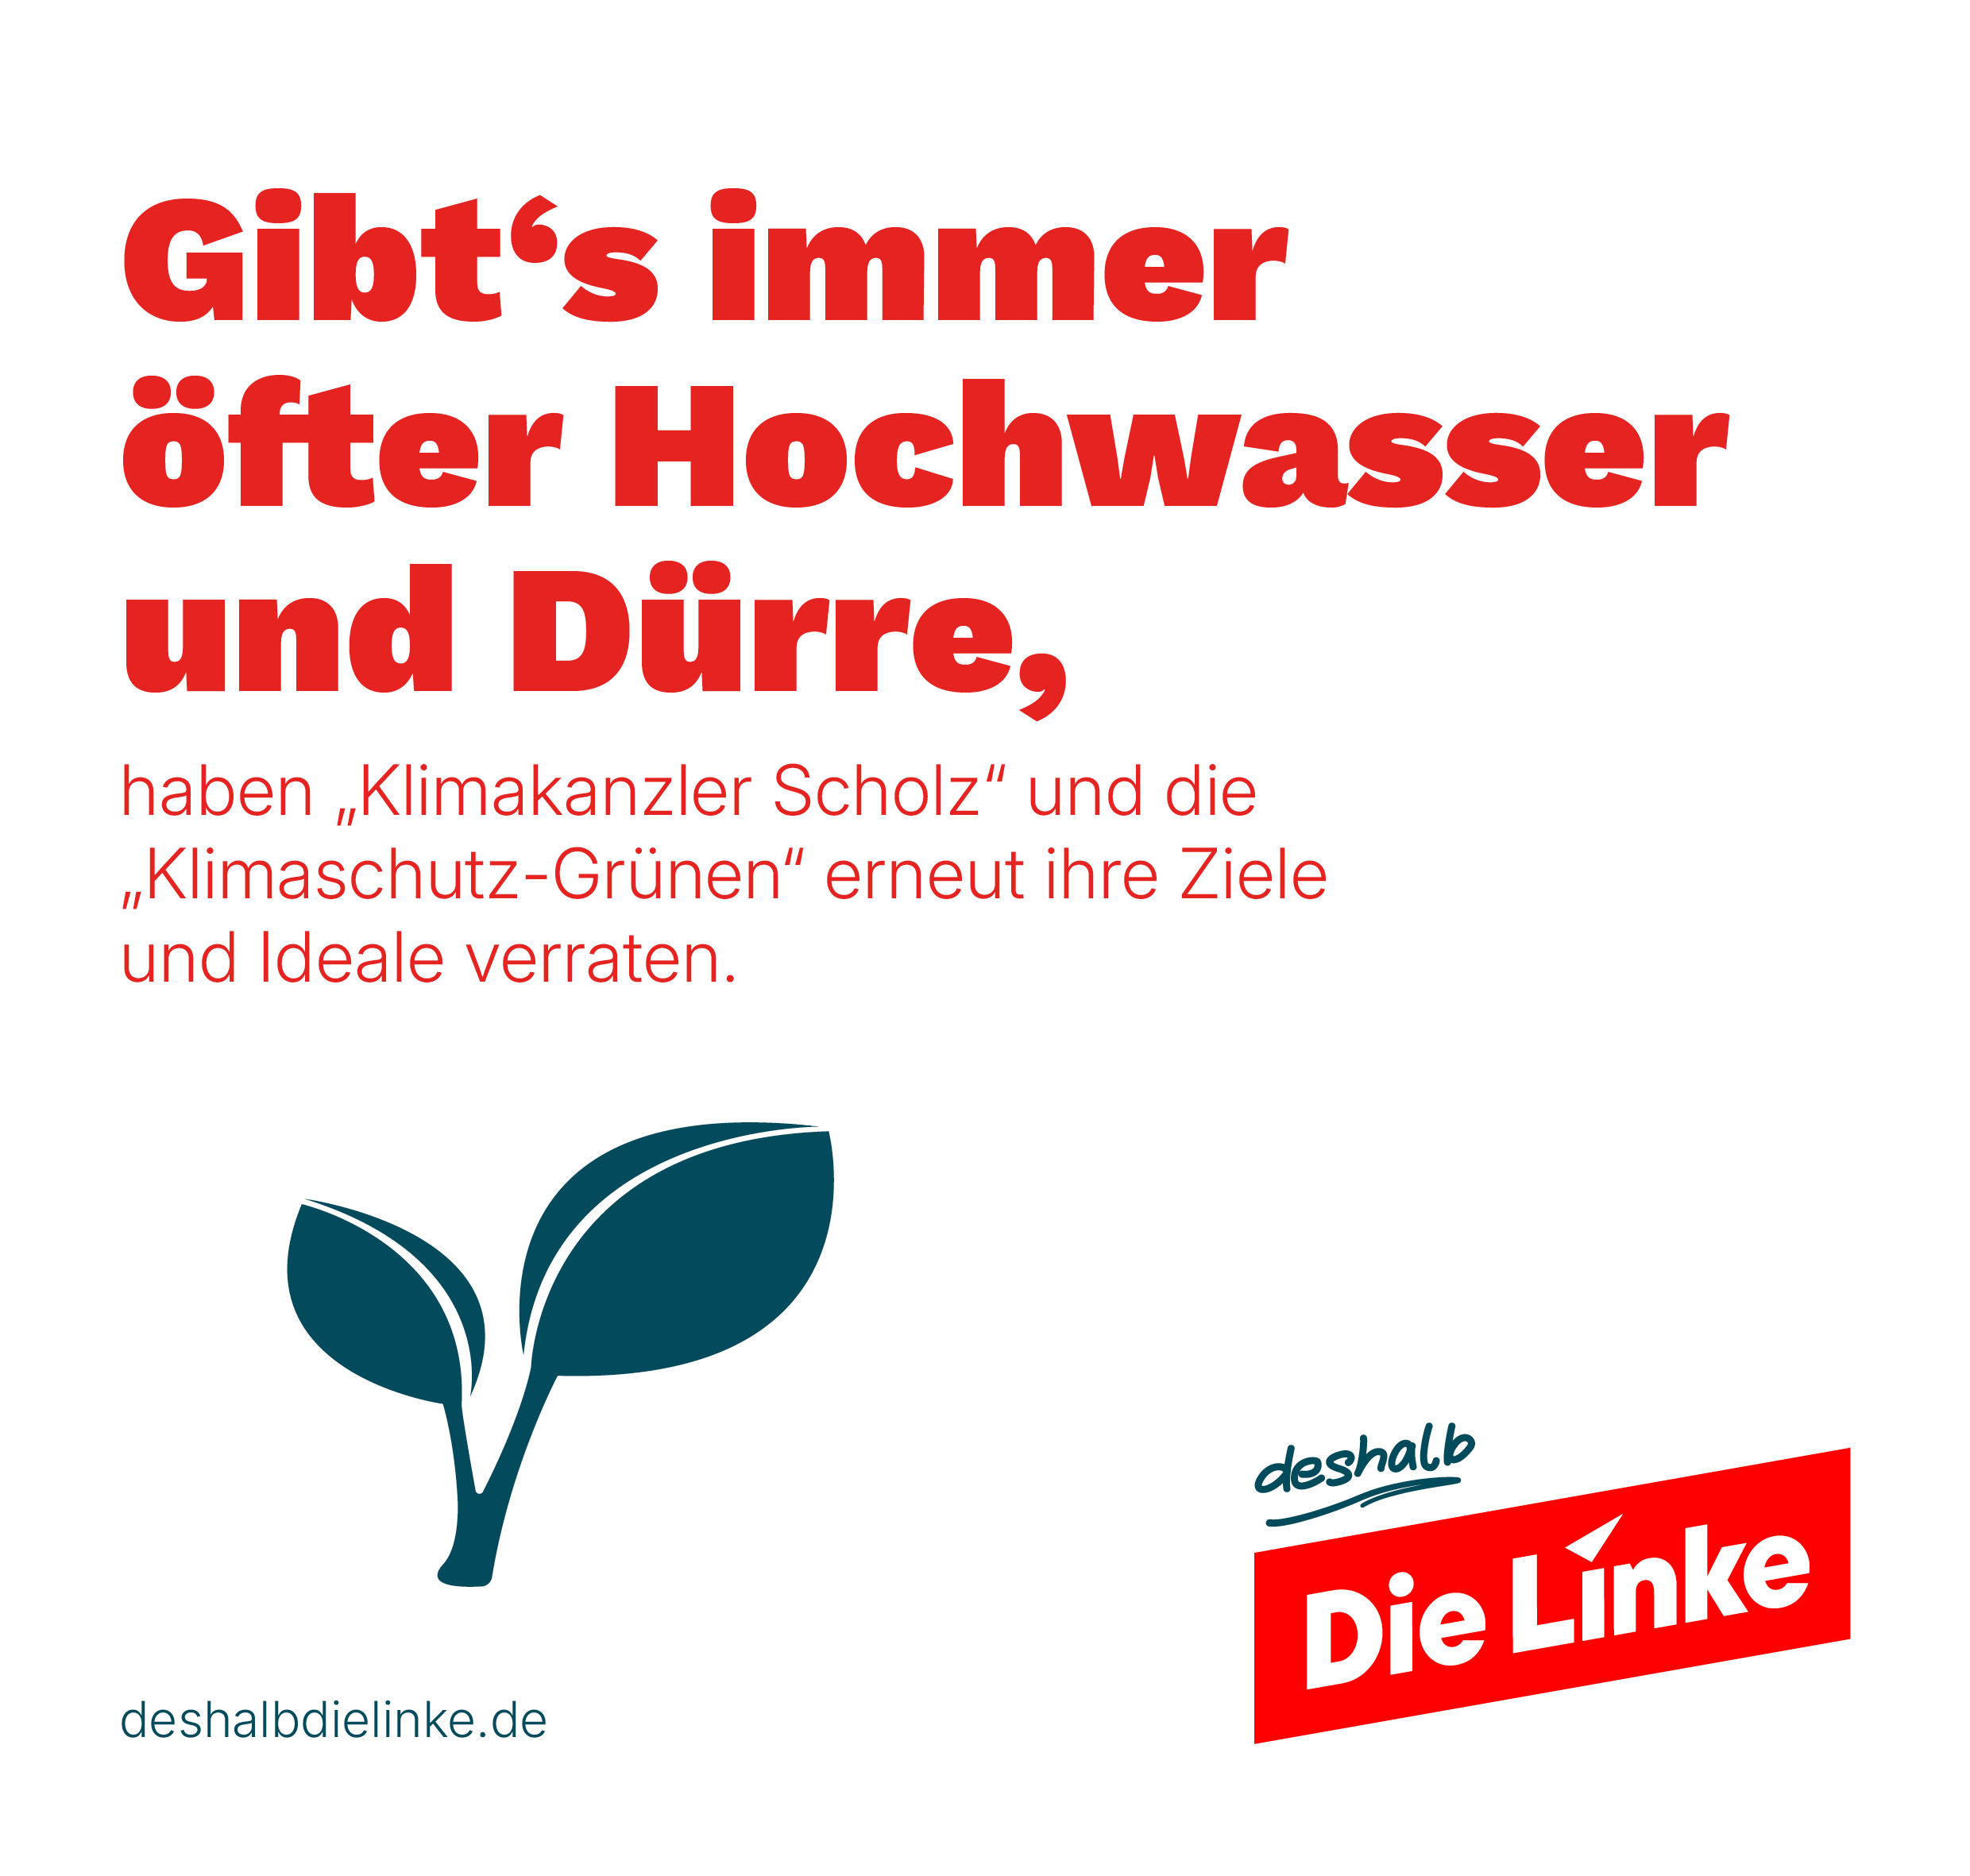 Gibt‘s immer
öfter Hochwasser
und Dürre,
haben „Klimakanzler Scholz“ und die
„Klimaschutz-Grünen“ erneut ihre Ziele
und Ideale verraten.
deshalb
Die Linke
deshalbdielinke.de